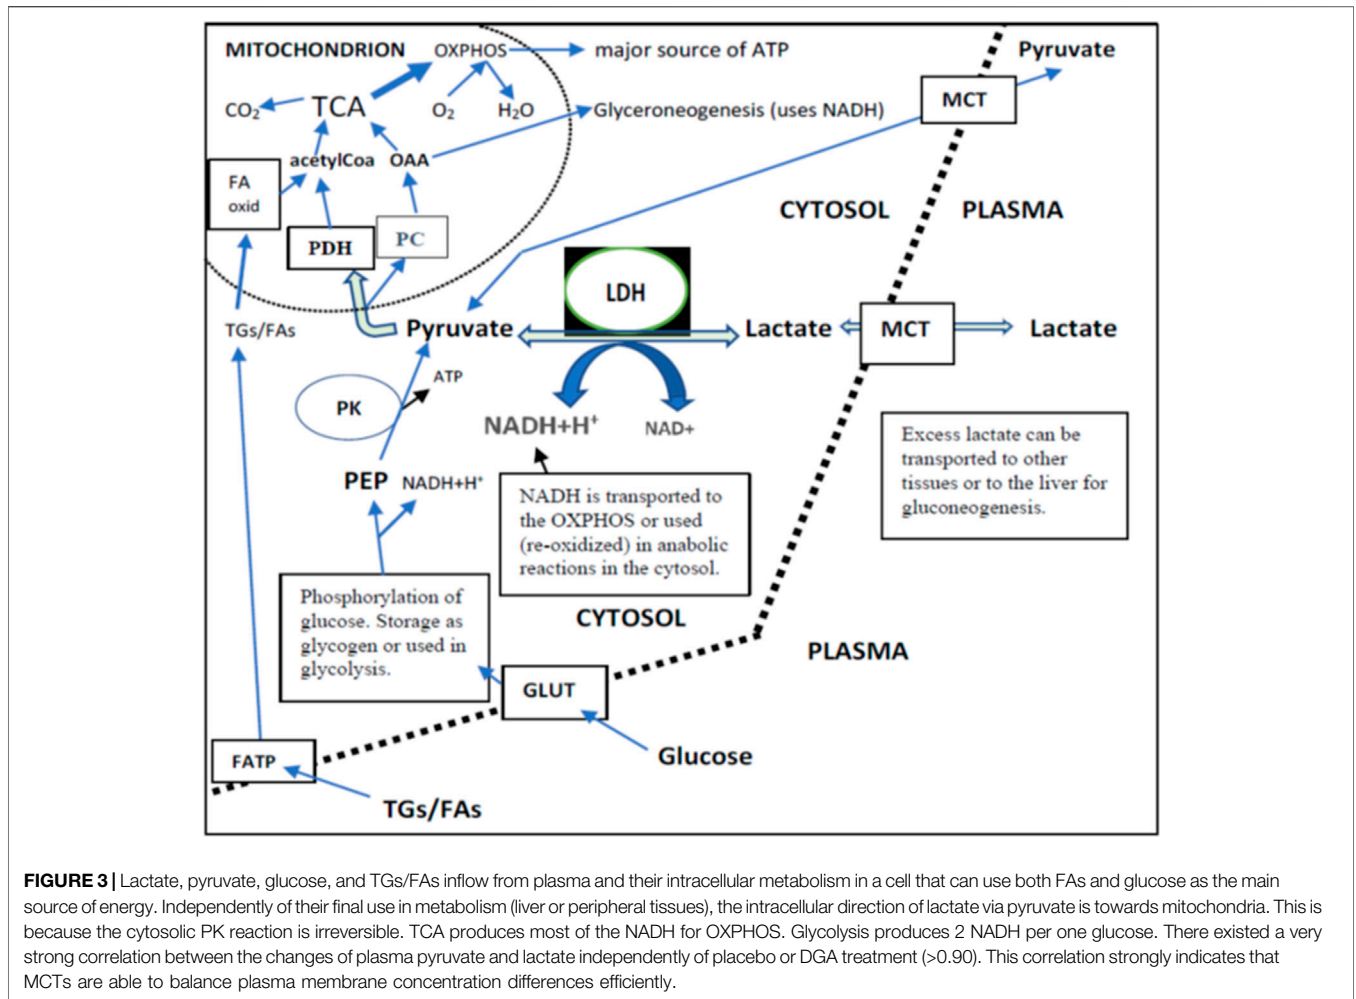 MITOCHONDRION
OXPHOS
major source of ATP
Pyruvate
CO₂
TCA
O₂
H₂O
Glyceroneogenesis (uses NADH)
MCT
acetylCoa
OAA
FA
oxid
CYTOSOL
PLASMA
PDH
PC
LDH
TGs/FAs
Pyruvate
Lactate
MCT
Lactate
ATP
PK
NADH+H⁺
NAD+
Excess lactate can be
transported to other
tissues or to the liver for
gluconeogenesis.
PEP
NADH+H⁺
NADH is transported to
the OXPHOS or used
(re-oxidized) in anabolic
reactions in the cytosol.
Phosphorylation of
glucose. Storage as
glycogen or used in
glycolysis.
CYTOSOL
PLASMA
GLUT
Glucose
FATP
TGs/FAs
FIGURE 3 | Lactate, pyruvate, glucose, and TGs/FAs inflow from plasma and their intracellular metabolism in a cell that can use both FAs and glucose as the main
source of energy. Independently of their final use in metabolism (liver or peripheral tissues), the intracellular direction of lactate via pyruvate is towards mitochondria. This is
because the cytosolic PK reaction is irreversible. TCA produces most of the NADH for OXPHOS. Glycolysis produces 2 NADH per one glucose. There existed a very
strong correlation between the changes of plasma pyruvate and lactate independently of placebo or DGA treatment (>0.90). This correlation strongly indicates that
MCTs are able to balance plasma membrane concentration differences efficiently.